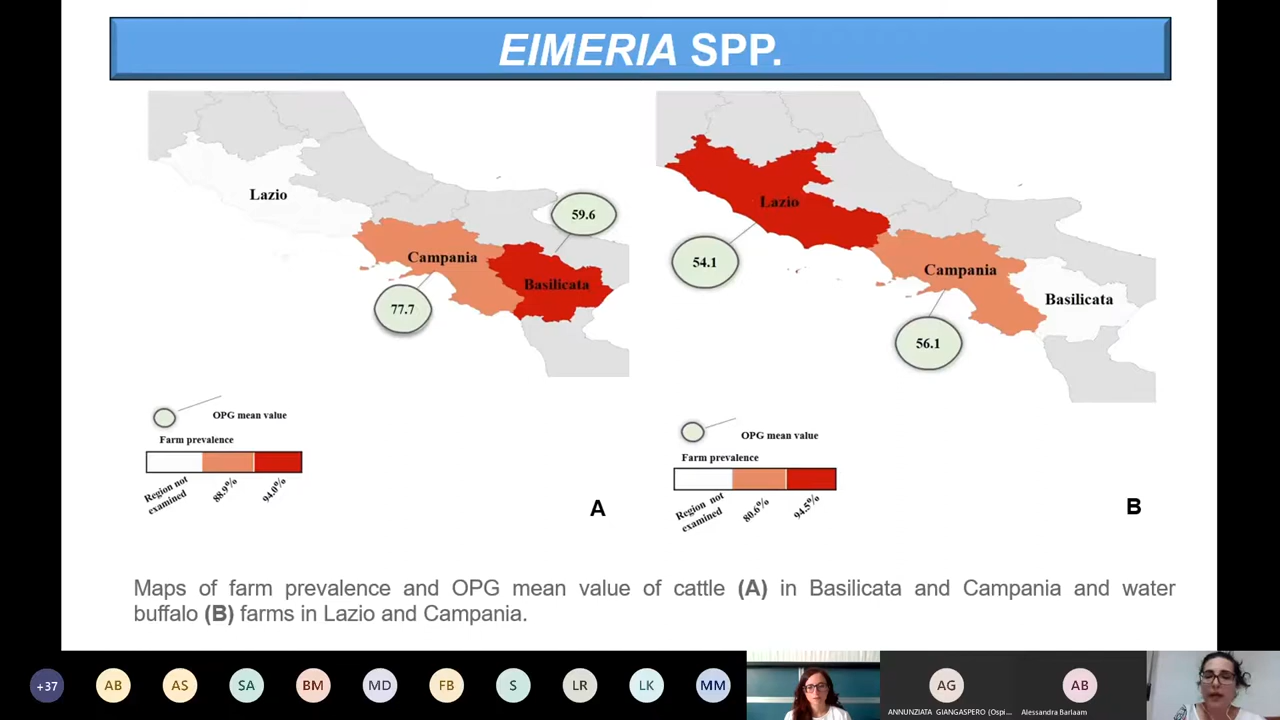 EIMERIA SPP.
Lazio
59.6
Campania
Basilicata
77.7
OPG mean value
Farm prevalence
Region not
examined
88.9%
94.0%
A
Lazio
54.1
Campania
Basilicata
56.1
OPG mean value
Farm prevalence
Region not
examined
80.6%
94.5%
B
Maps of farm prevalence and OPG mean value of cattle (A) in Basilicata and Campania and water
buffalo (B) farms in Lazio and Campania.
+37
AB
AS
SA
BM
MD
FB
S
LR
LK
MM
AG
ANNUNZIATA GIANGASPERO (Ospi...
AB
Alessandra Barlaam